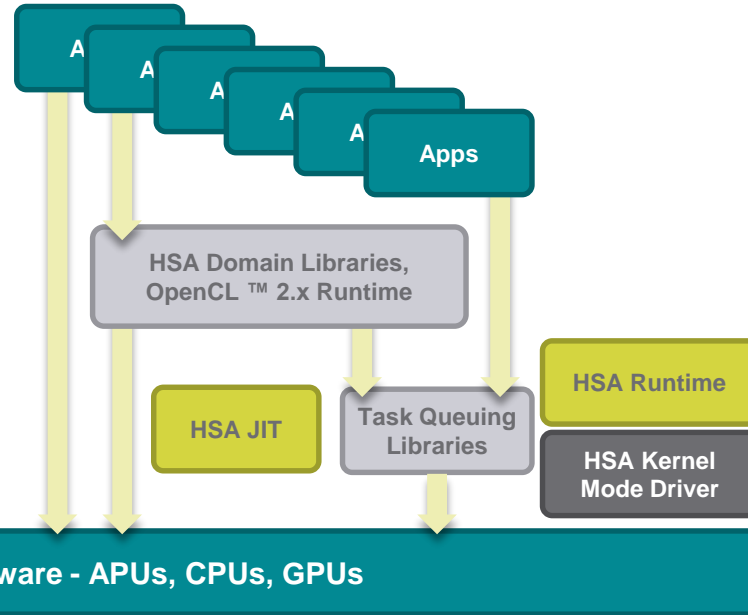 A
A
A
A
A
Apps
HSA Domain Libraries,
OpenCL ™ 2.x Runtime
HSA Runtime
HSA JIT
Task Queuing
Libraries
HSA Kernel
Mode Driver
ware - APUs, CPUs, GPUs